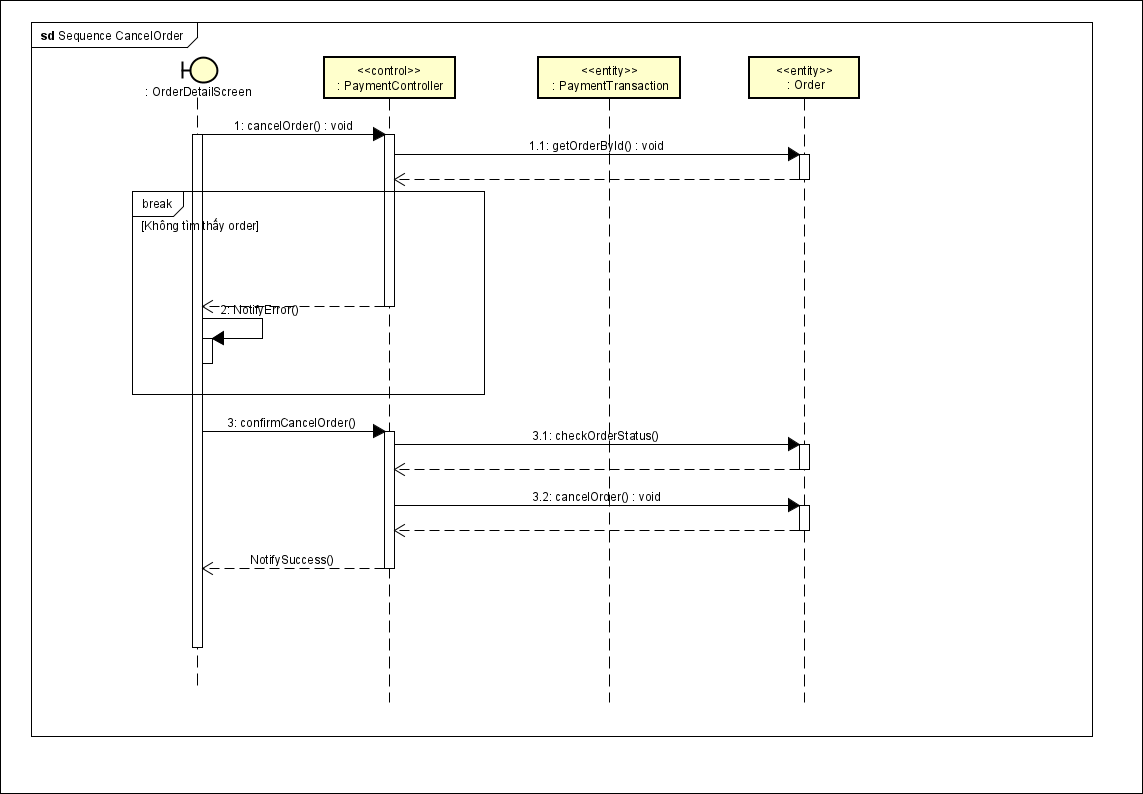 sd Sequence CancelOrder
: OrderDetailScreen
<<control>>
: PaymentController
<<entity>>
: PaymentTransaction
<<entity>>
: Order
1: cancelOrder() : void
1.1: getOrderById() : void
break
[Không tìm thấy order]
2: NotifyError()
3: confirmCancelOrder()
3.1: checkOrderStatus()
3.2: cancelOrder() : void
NotifySuccess()